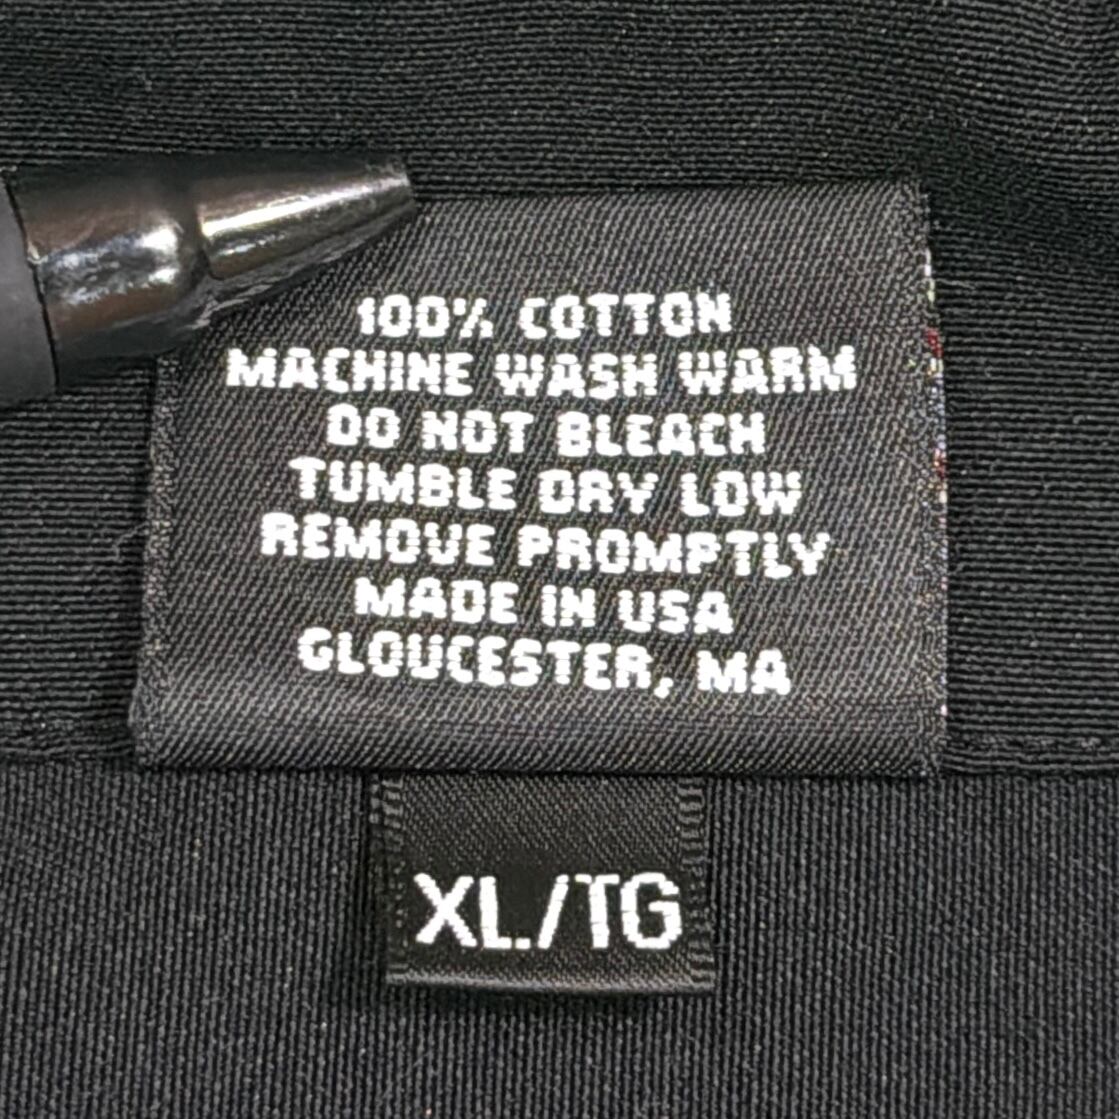 100% COTTON
MACHINE WASH WARM
DO NOT BLEACH
TUMBLE DRY LOW
REMOVE PROMPTLY
MADE IN USA
GLOUCESTER, MA
XL./TG